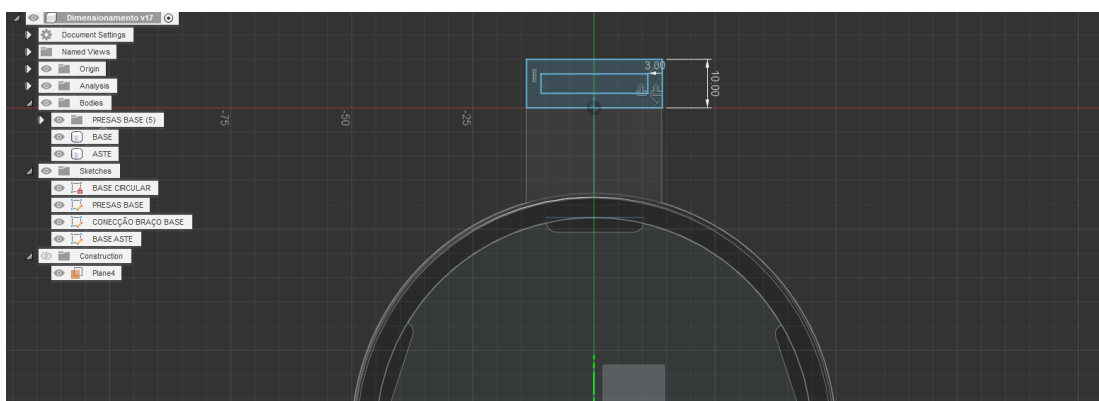 Dimensionamento v17
Document Settings
Named Views
Origin
Analysis
Bodies
PRESAS BASE (5)
BASE
ASTE
Sketches
BASE CIRCULAR
PRESAS BASE
CONECÇÃO BRAÇO BASE
BASE ASTE
Construction
Plane4
-75
-50
-25
3.00
10.00